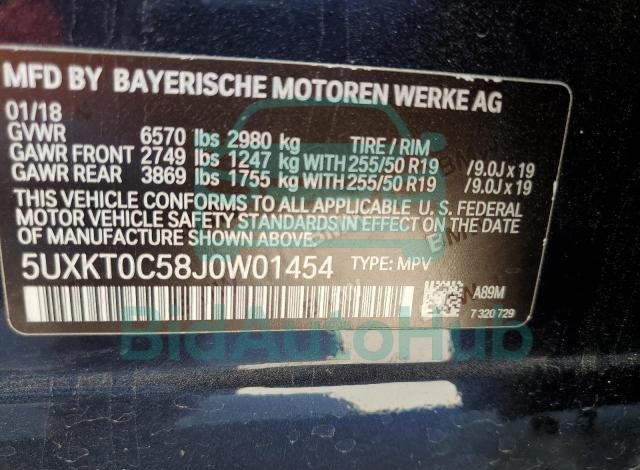 MFD BY BAYERISCHE MOTOREN WERKE AG
01/18
GVWR 6570 lbs 2980 kg TIRE / RIM
GAWR FRONT 2749 lbs 1247 kg WITH 255/50 R19 /9.0J x 19
GAWR REAR 3869 lbs 1755 kg WITH 255/50 R19 /9.0J x 19
THIS VEHICLE CONFORMS TO ALL APPLICABLE U. S. FEDERAL
MOTOR VEHICLE SAFETY STANDARDS IN EFFECT ON THE DATE
OF MANUFACTURE SHOWN ABOVE.
5UXKT0C58J0W01454 TYPE: MPV
A89M
7 320 729
BidAutoHub